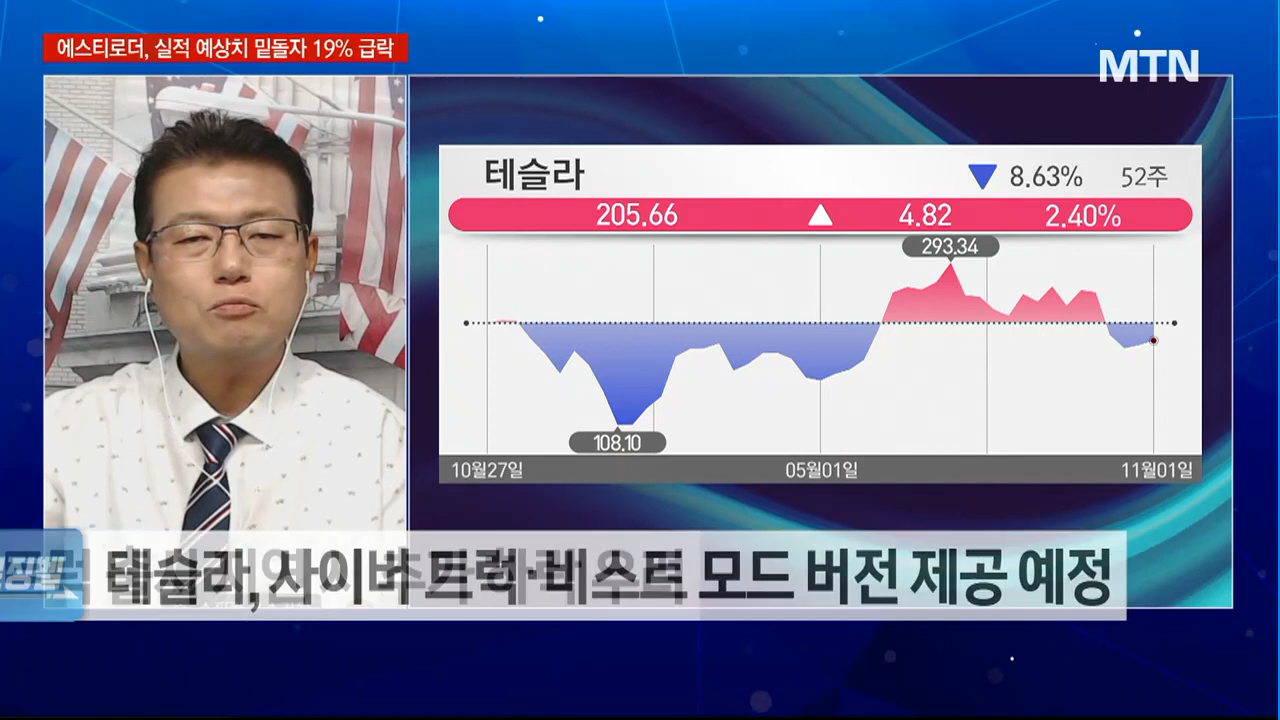 에스티로더, 실적 예상치 밑돌자 19% 급락
MTN
테슬라 ▼ 8.63% 52주
205.66 ▲ 4.82 2.40%
293.34
108.10
10월27일 05월01일 11월01일
테슬라, 사이버 트럭·비스트 모드 버전 제공 예정